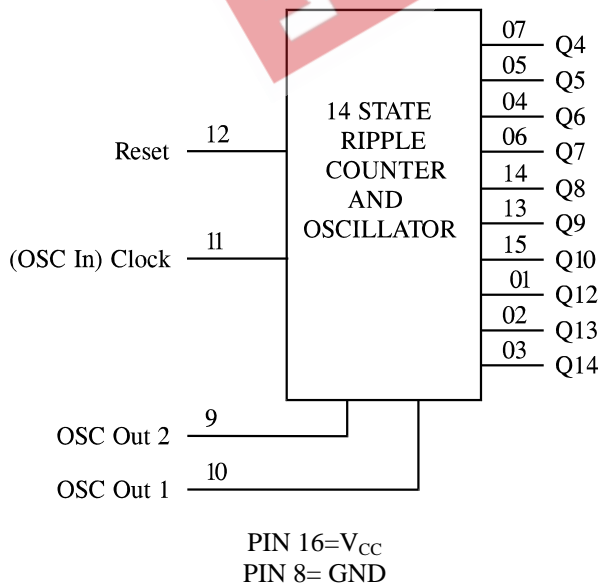 07 Q4
05 Q5
04 Q6
06 Q7
14 Q8
13 Q9
15 Q10
01 Q12
02 Q13
03 Q14
14 STATE
RIPPLE
COUNTER
AND
OSCILLATOR
Reset 12
(OSC In) Clock 11
OSC Out 2 9
OSC Out 1 10
PIN 16=VCC
PIN 8= GND